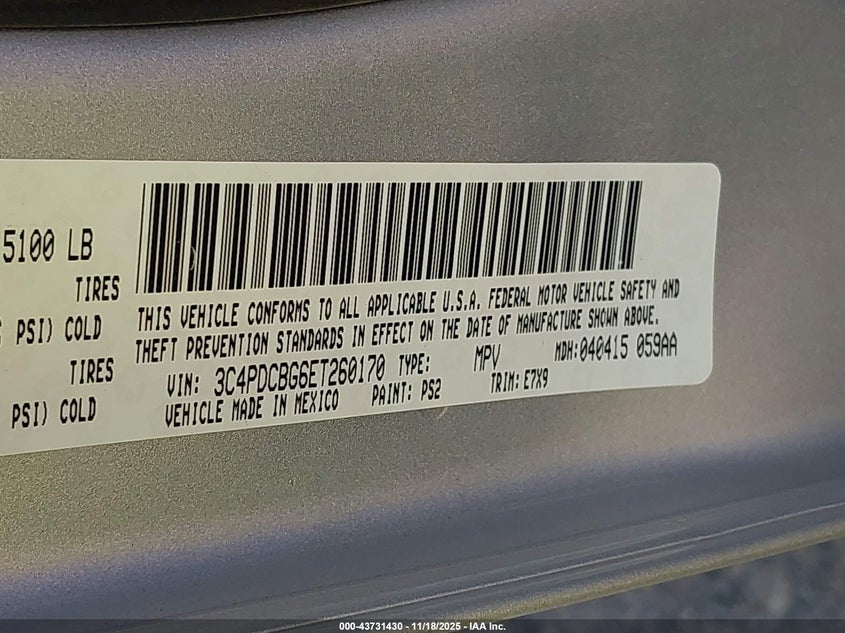 5100 LB
TIRES
PSI) COLD
TIRES
PSI) COLD
THIS VEHICLE CONFORMS TO ALL APPLICABLE U.S.A. FEDERAL MOTOR VEHICLE SAFETY AND
THEFT PREVENTION STANDARDS IN EFFECT ON THE DATE OF MANUFACTURE SHOWN ABOVE.
VIN: 3C4PDCBG6ET260170 TYPE: MPV MDH:040415 059AA
VEHICLE MADE IN MEXICO PAINT: PS2 TRIM: E7X9
000-43731430 - 11/18/2025 - IAA Inc.